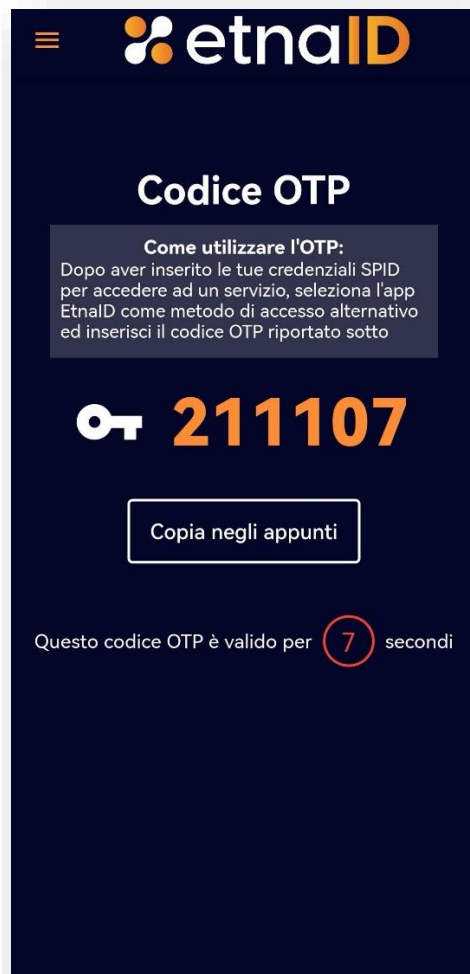 etnaID
Codice OTP
Come utilizzare l'OTP:
Dopo aver inserito le tue credenziali SPID
per accedere ad un servizio, seleziona l'app
EtnaID come metodo di accesso alternativo
ed inserisci il codice OTP riportato sotto
211107
Copia negli appunti
Questo codice OTP è valido per 7 secondi